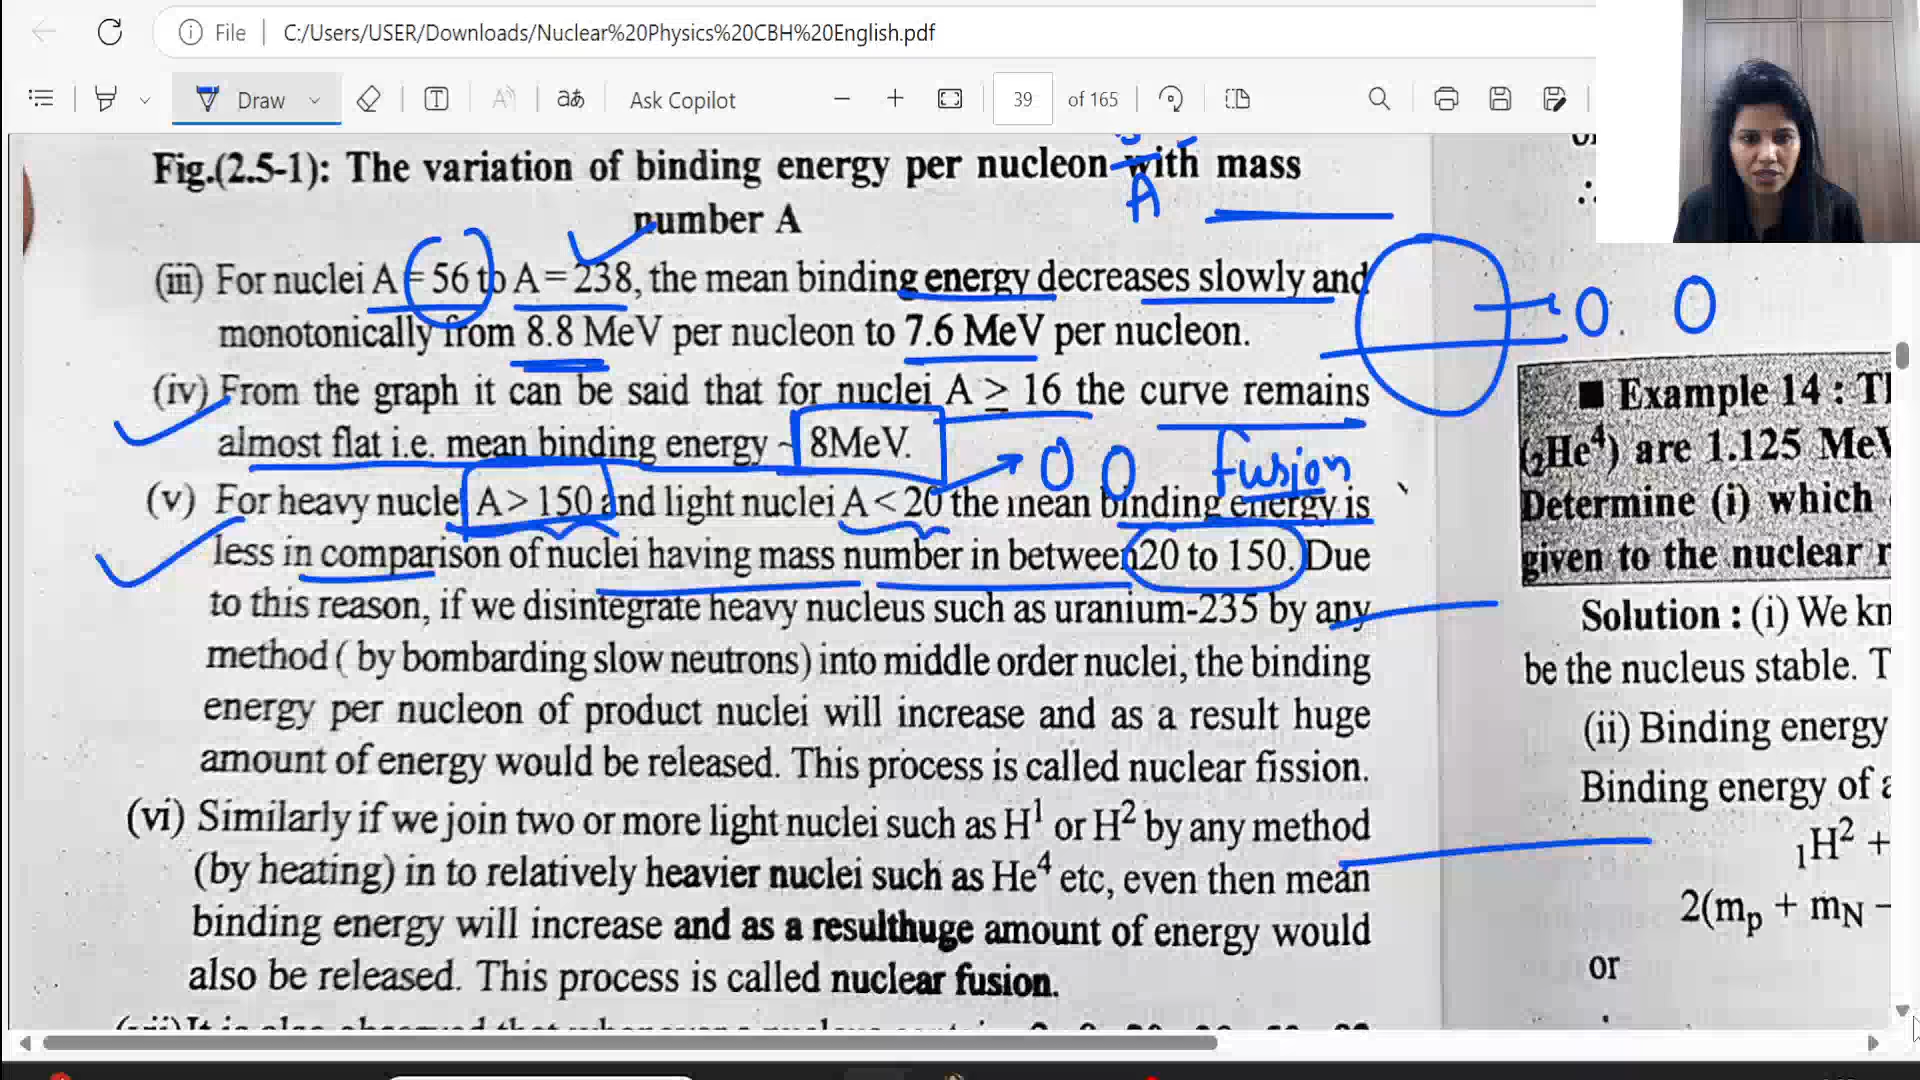 File
C:/Users/USER/Downloads/Nuclear%20Physics%20CBH%20English.pdf
Draw
Ask Copilot
39 of 165
Fig.(2.5-1): The variation of binding energy per nucleon with mass
number A
A
(iii) For nuclei A = 56 to A = 238, the mean binding energy decreases slowly and
monotonically from 8.8 MeV per nucleon to 7.6 MeV per nucleon.
(iv) From the graph it can be said that for nuclei A ≥ 16 the curve remains
almost flat i.e. mean binding energy ~ 8MeV.
fusion
(v) For heavy nuclei A > 150 and light nuclei A < 20 the mean binding energy is
less in comparison of nuclei having mass number in between 20 to 150. Due
to this reason, if we disintegrate heavy nucleus such as uranium-235 by any
method ( by bombarding slow neutrons) into middle order nuclei, the binding
energy per nucleon of product nuclei will increase and as a result huge
amount of energy would be released. This process is called nuclear fission.
(vi) Similarly if we join two or more light nuclei such as H¹ or H² by any method
(by heating) in to relatively heavier nuclei such as He⁴ etc, even then mean
binding energy will increase and as a resulthuge amount of energy would
also be released. This process is called nuclear fusion.
■ Example 14 : T
(₂He⁴) are 1.125 MeV
Determine (i) which
given to the nuclear r
Solution : (i) We kn
be the nucleus stable. T
(ii) Binding energy
Binding energy of a
₁H² +
2(mp + mN −
or